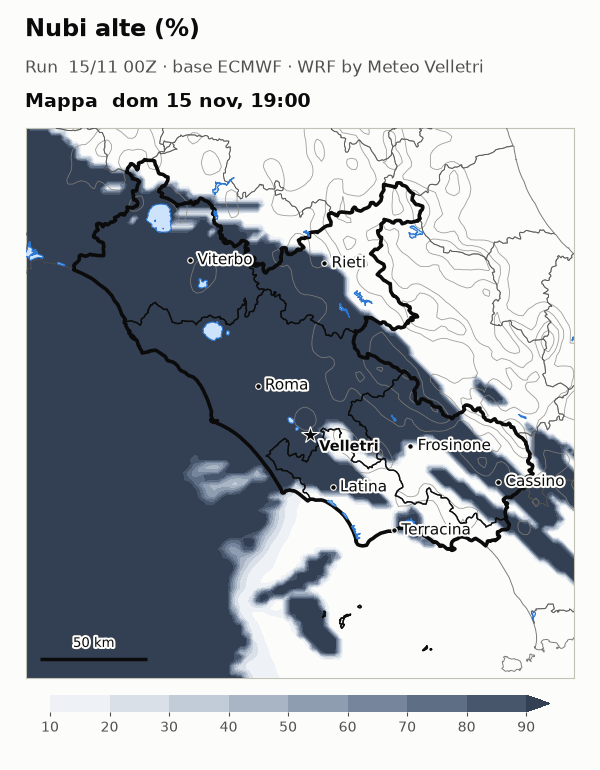 Nubi alte (%)
Run 15/11 00Z · base ECMWF · WRF by Meteo Velletri
Mappa dom 15 nov, 19:00
Viterbo
Rieti
Roma
Velletri
Frosinone
Cassino
Latina
Terracina
50 km
10 20 30 40 50 60 70 80 90